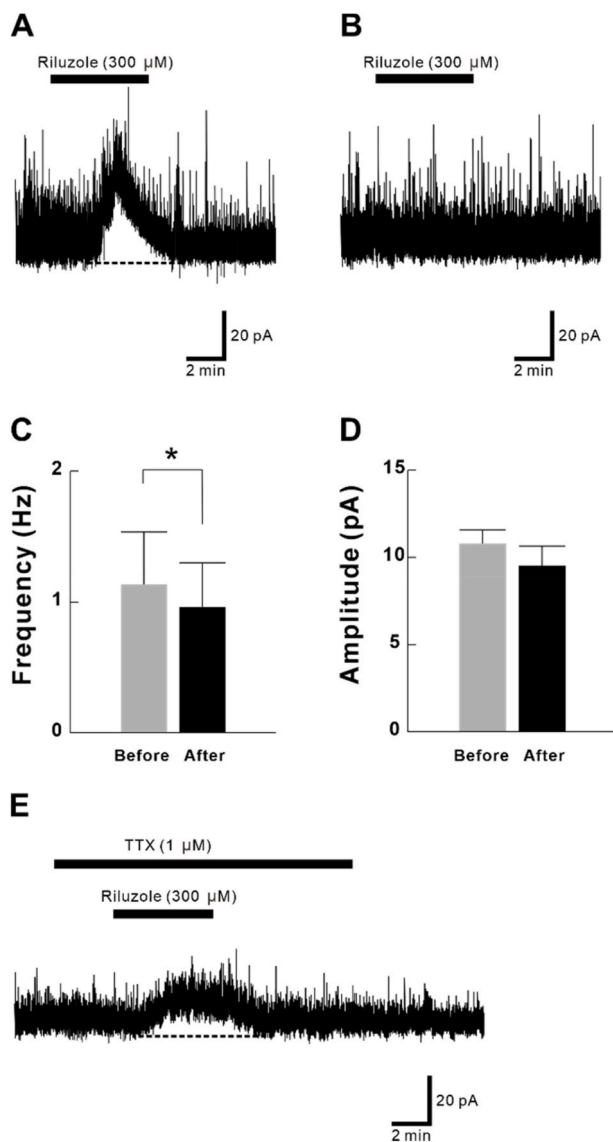 A
B
Riluzole (300 µM)
Riluzole (300 µM)
20 pA
2 min
20 pA
2 min
C
D
2
1
0
Frequency (Hz)
*
Before After
15
10
5
0
Amplitude (pA)
Before After
E
TTX (1 µM)
Riluzole (300 µM)
20 pA
2 min